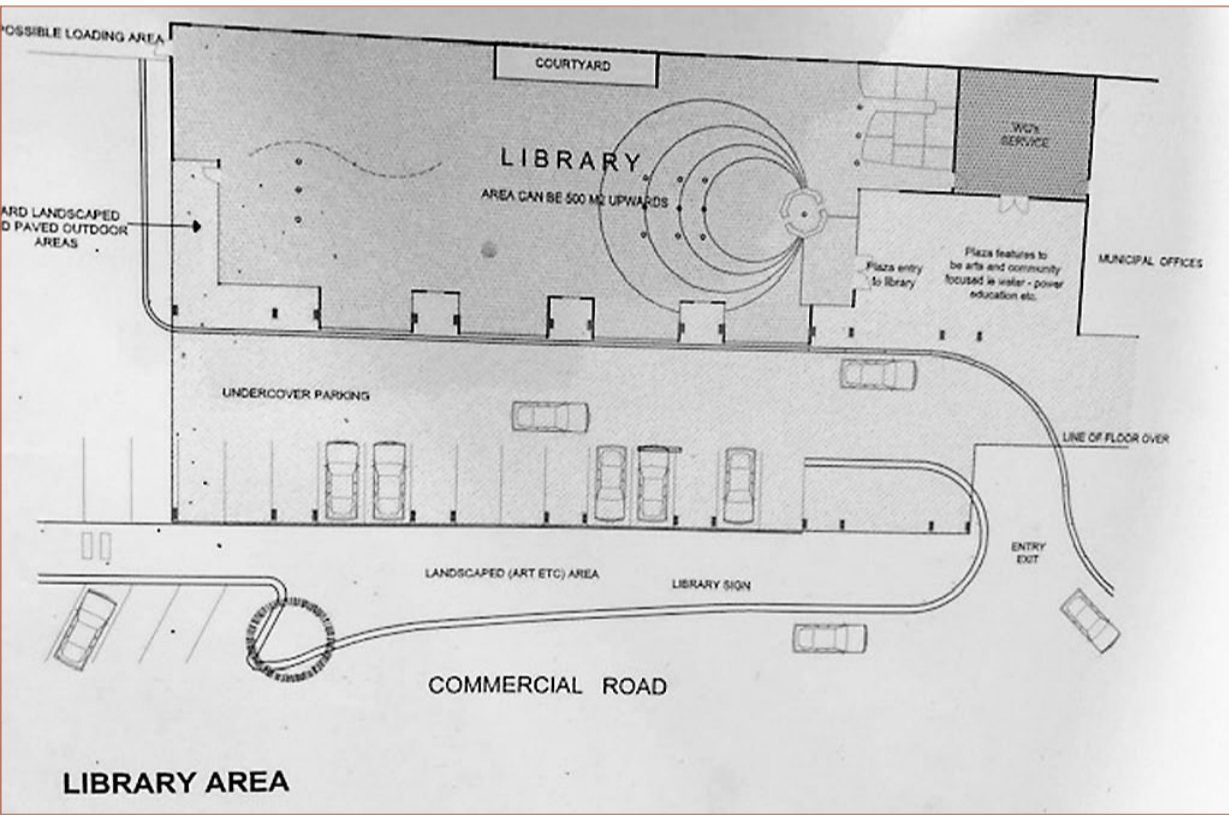 POSSIBLE LOADING AREA
COURTYARD
WC's
SERVICE
LIBRARY
AREA CAN BE 500 M2 UPWARDS
ARD LANDSCAPED
D PAVED OUTDOOR
AREAS
Plaza features to
be arts and community
focused ie water - power
education etc.
MUNICIPAL OFFICES
Plaza entry
to library
UNDERCOVER PARKING
LINE OF FLOOR OVER
ENTRY
EXIT
LANDSCAPED (ART ETC) AREA
LIBRARY SIGN
COMMERCIAL ROAD
LIBRARY AREA